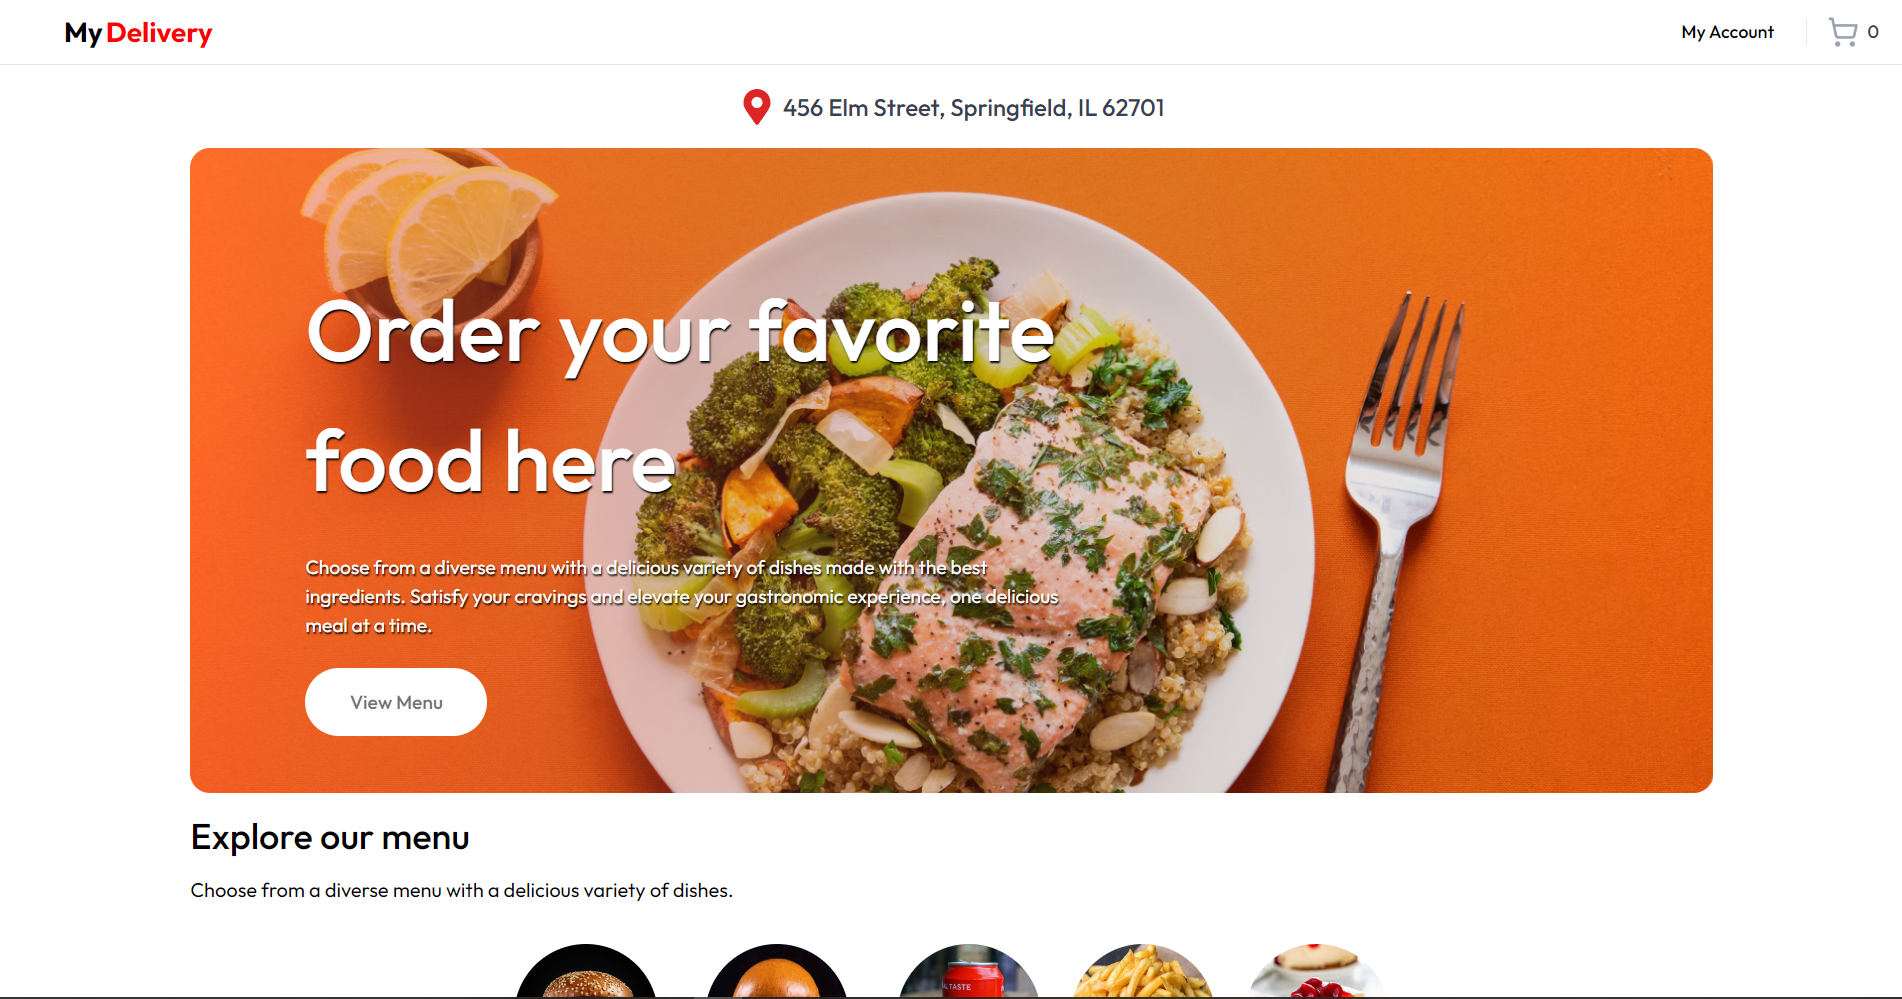 My Delivery
My Account
0
456 Elm Street, Springfield, IL 62701
Order your favorite
food here
Choose from a diverse menu with a delicious variety of dishes made with the best
ingredients. Satisfy your cravings and elevate your gastronomic experience, one delicious
meal at a time.
View Menu
Explore our menu
Choose from a diverse menu with a delicious variety of dishes.